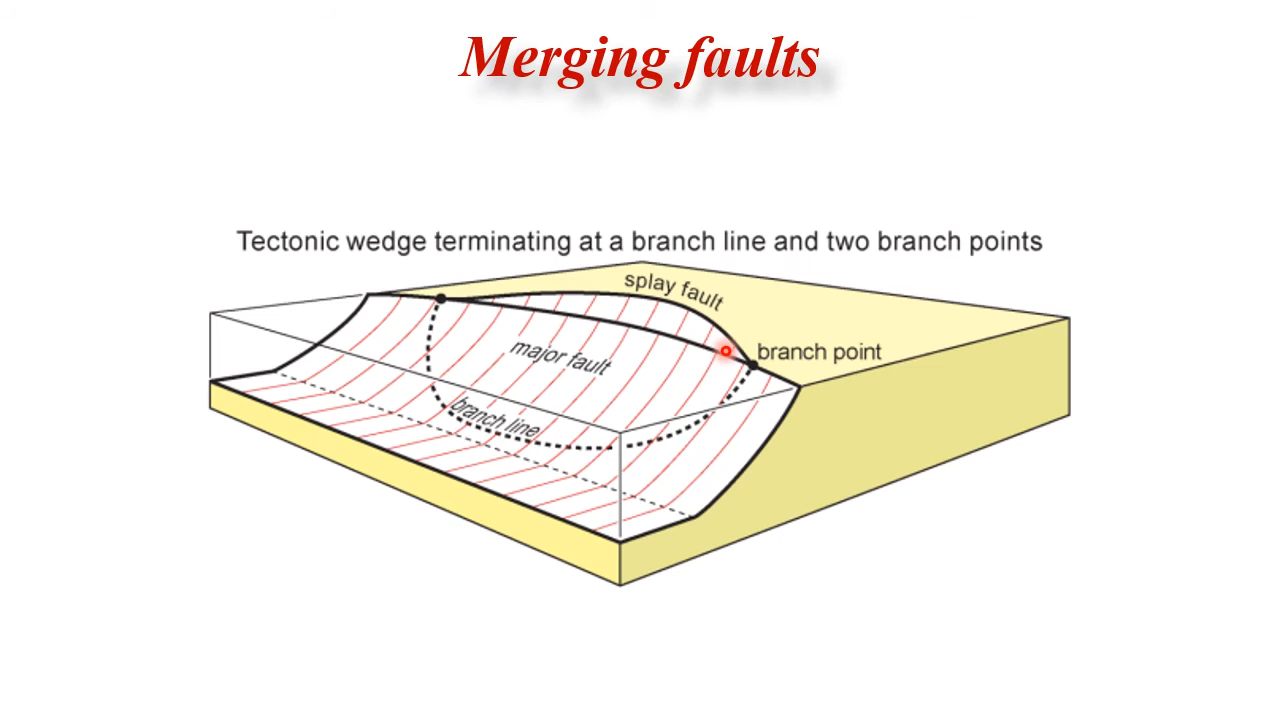 Merging faults
Tectonic wedge terminating at a branch line and two branch points
splay fault
major fault
branch point
branch line